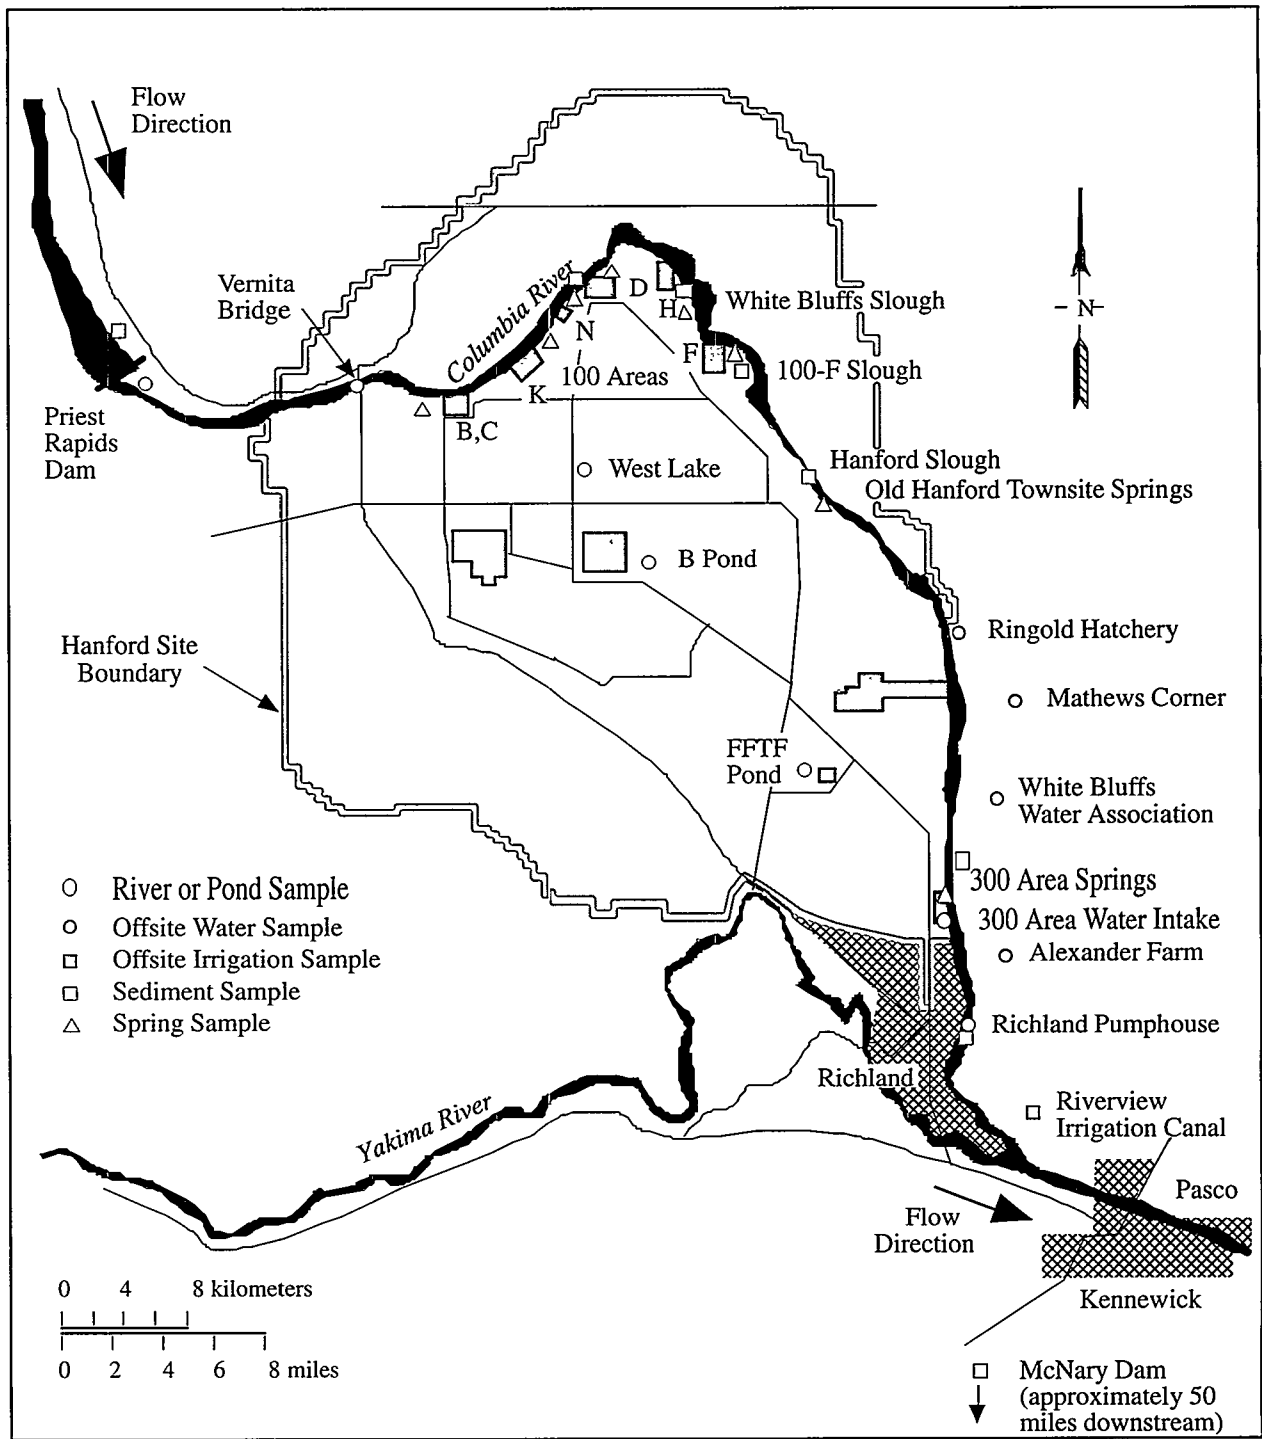 Flow
Direction
Vernita
Bridge
Columbia River
D
H
White Bluffs Slough
N
N
F
100-F Slough
100 Areas
K
B,C
Priest
Rapids
Dam
West Lake
Hanford Slough
Old Hanford Townsite Springs
B Pond
Hanford Site
Boundary
Ringold Hatchery
Mathews Corner
FFTF
Pond
White Bluffs
Water Association
300 Area Springs
300 Area Water Intake
Alexander Farm
Richland Pumphouse
River or Pond Sample
Offsite Water Sample
Offsite Irrigation Sample
Sediment Sample
Spring Sample
Richland
Yakima River
Riverview
Irrigation Canal
Pasco
Flow
Direction
Kennewick
0 4 8 kilometers
0 2 4 6 8 miles
McNary Dam
(approximately 50
miles downstream)